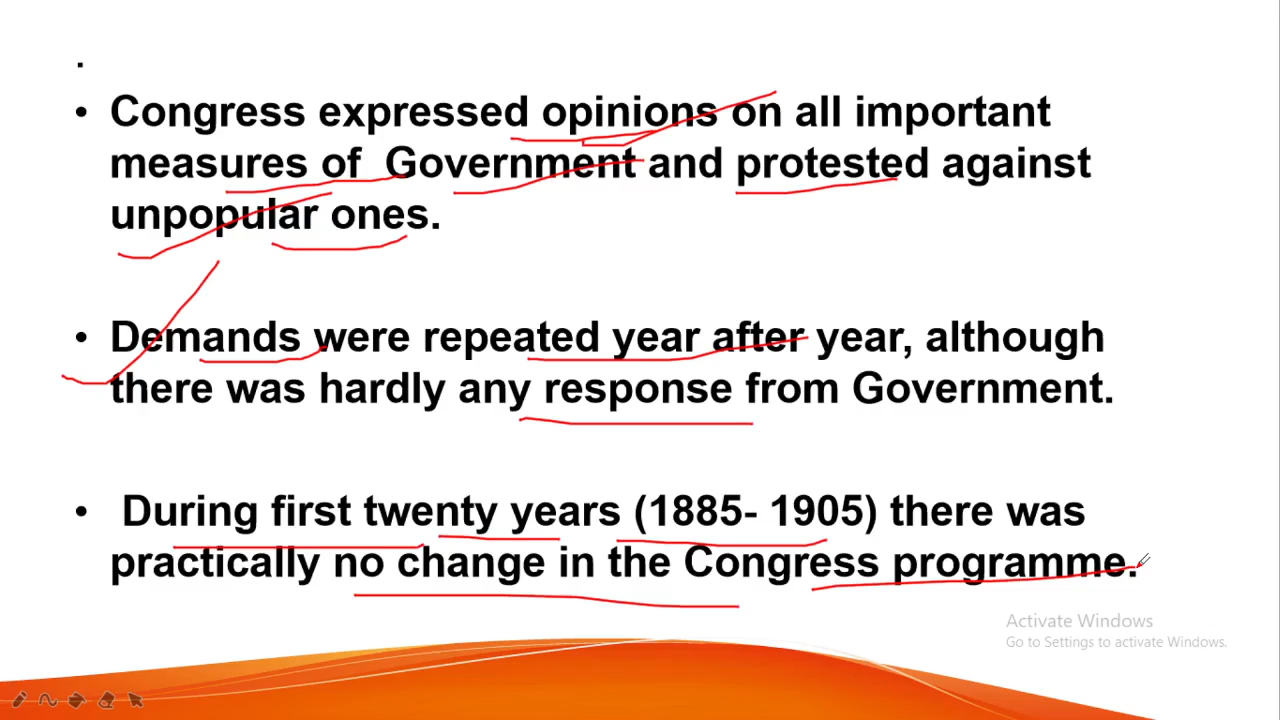 .
• Congress expressed opinions on all important
measures of Government and protested against
unpopular ones.
• Demands were repeated year after year, although
there was hardly any response from Government.
• During first twenty years (1885- 1905) there was
practically no change in the Congress programme.
Activate Windows
Go to Settings to activate Windows.